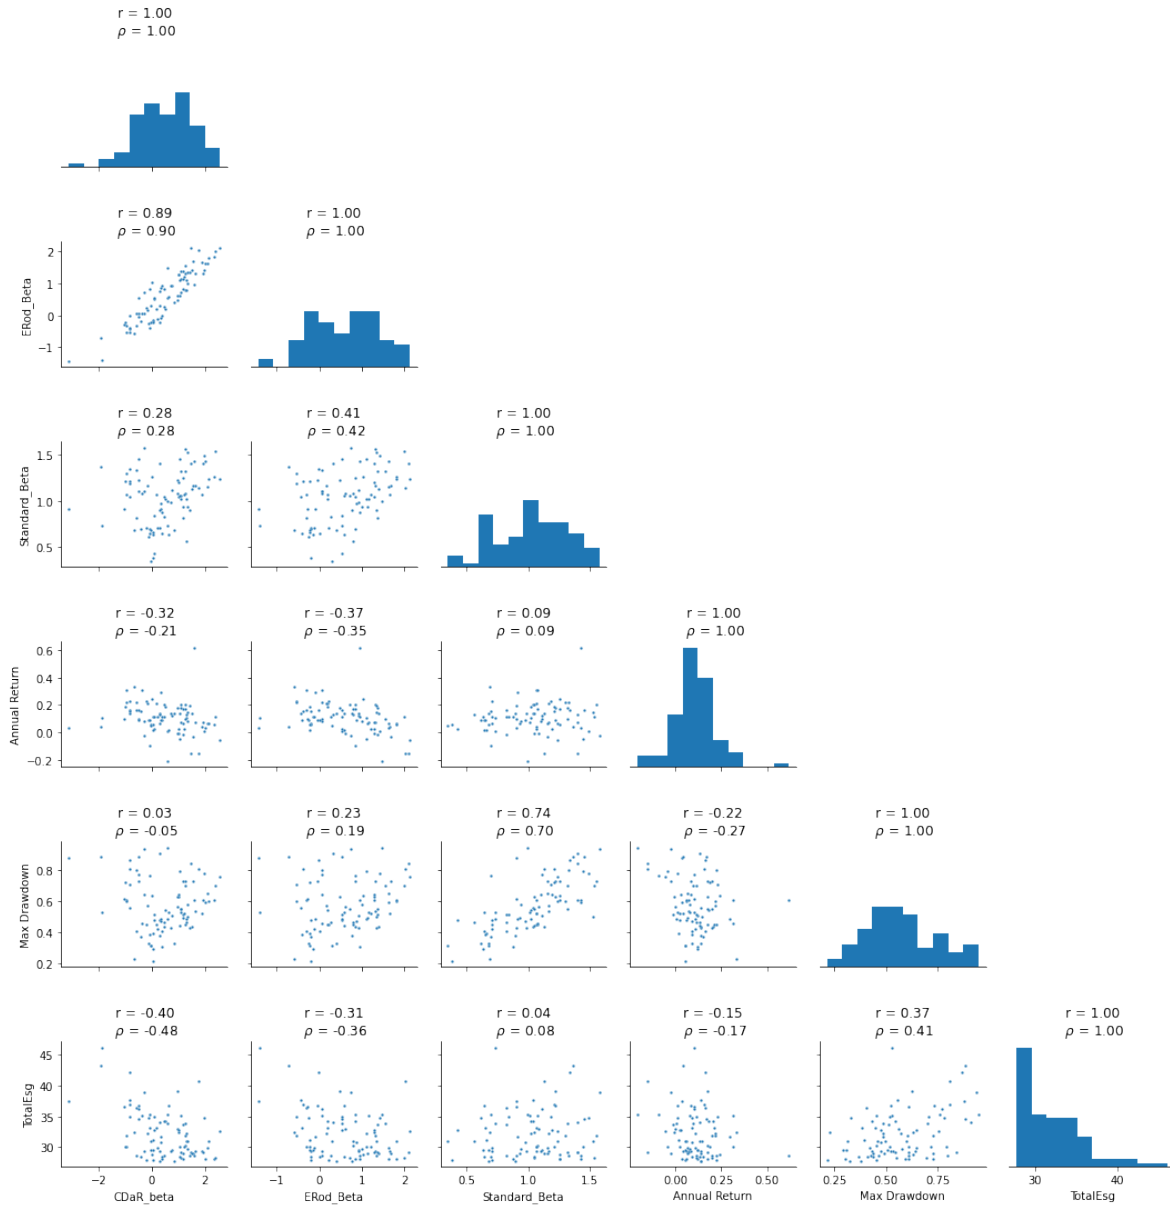 r = 1.00
ρ = 1.00
r = 0.89
ρ = 0.90
r = 1.00
ρ = 1.00
ERod_Beta
2
1
0
−1
−2
0
2
−1
0
1
2
r = 0.28
ρ = 0.28
r = 0.41
ρ = 0.42
r = 1.00
ρ = 1.00
Standard_Beta
1.5
1.0
0.5
r = -0.32
ρ = -0.21
r = -0.37
ρ = -0.35
r = 0.09
ρ = 0.09
r = 1.00
ρ = 1.00
Annual Return
0.6
0.4
0.2
0.0
−0.2
r = 0.03
ρ = -0.05
r = 0.23
ρ = 0.19
r = 0.74
ρ = 0.70
r = -0.22
ρ = -0.27
r = 1.00
ρ = 1.00
Max Drawdown
0.8
0.6
0.4
0.2
r = -0.40
ρ = -0.48
r = -0.31
ρ = -0.36
r = 0.04
ρ = 0.08
r = -0.15
ρ = -0.17
r = 0.37
ρ = 0.41
r = 1.00
ρ = 1.00
TotalEsg
45
40
35
30
−2 0 2
−1 0 1 2
0.5 1.0 1.5
0.00 0.25 0.50
0.25 0.50 0.75
30 40
CDaR_beta
ERod_Beta
Standard_Beta
Annual Return
Max Drawdown
TotalEsg